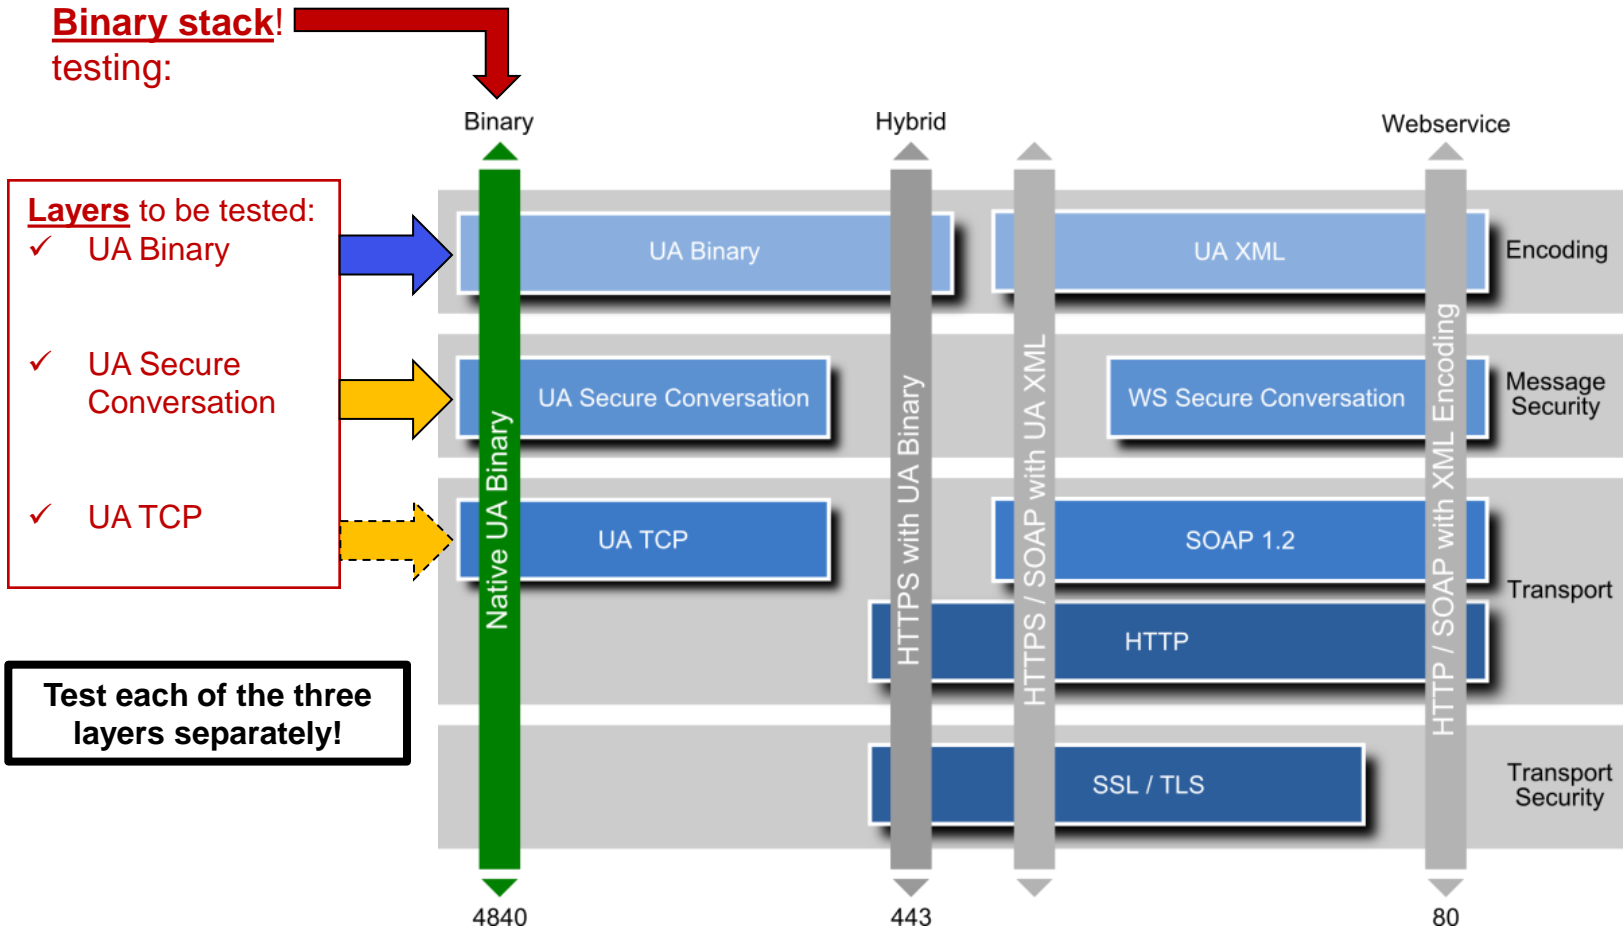 Binary stack!
testing:
Binary
Hybrid
Webservice
Layers to be tested:
✓ UA Binary
✓ UA Secure
Conversation
✓ UA TCP
Test each of the three
layers separately!
UA Binary
UA XML
Encoding
UA Secure Conversation
WS Secure Conversation
Message
Security
UA TCP
SOAP 1.2
HTTP
Transport
SSL / TLS
Transport
Security
Native UA Binary
HTTPS with UA Binary
HTTPS / SOAP with UA XML
HTTP / SOAP with XML Encoding
4840
443
80